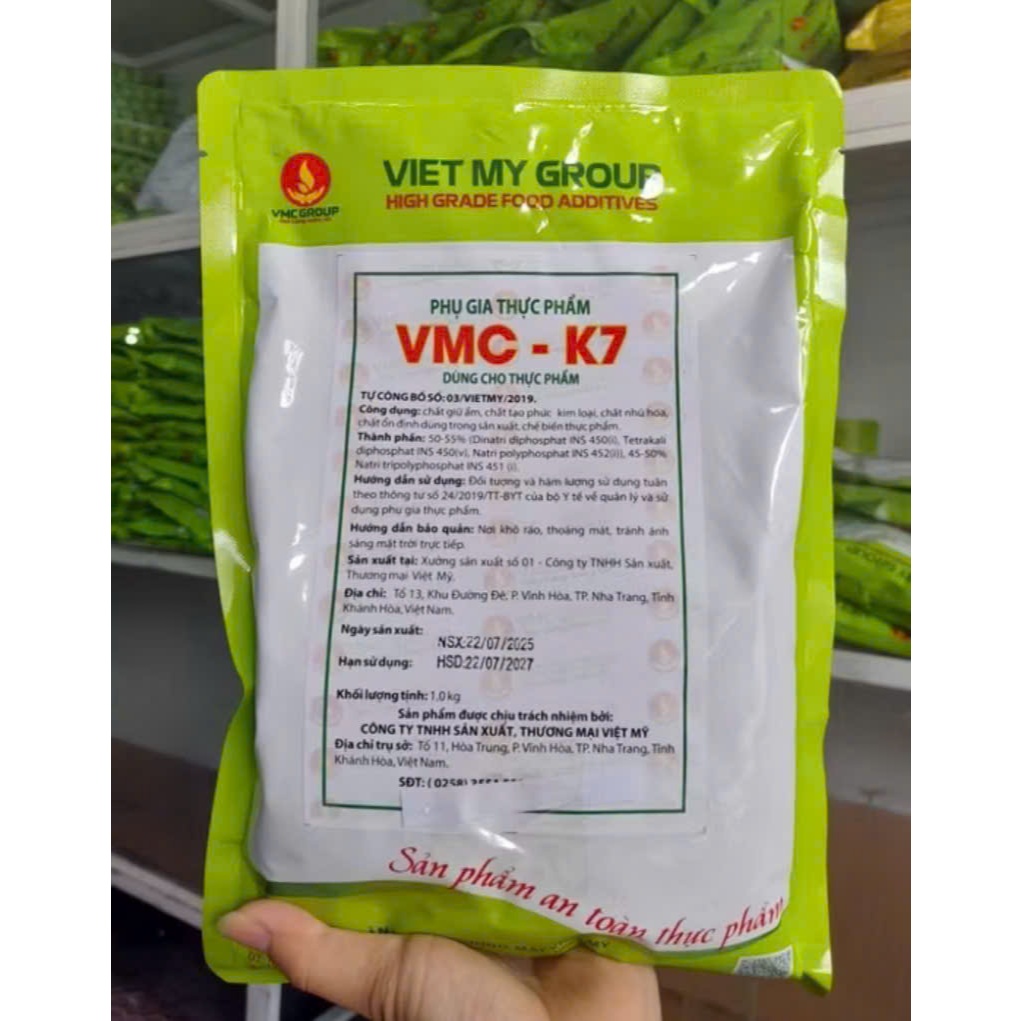 VIET MY GROUP
HIGH GRADE FOOD ADDITIVES
VMCGROUP
PHỤ GIA THỰC PHẨM
VMC - K7
DÙNG CHO THỰC PHẨM
TỰ CÔNG BỐ SỐ: 03/VIETMY/2019.
Công dụng: chất giữ ẩm, chất tạo phức kim loại, chất nhũ hóa,
chất ổn định dùng trong sản xuất, chế biến thực phẩm.
Thành phần: 50-55% (Dinatri diphosphat INS 450(i), Tetrakali
diphosphat INS 450(v), Natri polyphosphat INS 452(i)), 45-50%
Natri tripolyphosphat INS 451 (i).
Hướng dẫn sử dụng: Đối tượng và hàm lượng sử dụng tuân
theo thông tư số 24/2019/TT-BYT của bộ Y tế về quản lý và sử
dụng phụ gia thực phẩm.
Hướng dẫn bảo quản: Nơi khô ráo, thoáng mát, tránh ánh
sáng mặt trời trực tiếp.
Sản xuất tại: Xưởng sản xuất số 01 - Công ty TNHH Sản xuất,
Thương mại Việt Mỹ.
Địa chỉ: Tổ 13, Khu Đường Đệ, P. Vĩnh Hòa, TP. Nha Trang, Tỉnh
Khánh Hòa, Việt Nam.
Ngày sản xuất: NSX:22/07/2025
Hạn sử dụng: HSD:22/07/2027
Khối lượng tịnh: 1,0 kg
Sản phẩm được chịu trách nhiệm bởi:
CÔNG TY TNHH SẢN XUẤT, THƯƠNG MẠI VIỆT MỸ
Địa chỉ trụ sở: Tổ 11, Hòa Trung, P. Vĩnh Hòa, TP. Nha Trang, Tỉnh
Khánh Hòa, Việt Nam.
SĐT: (0258)
Sản phẩm an toàn thực phẩm